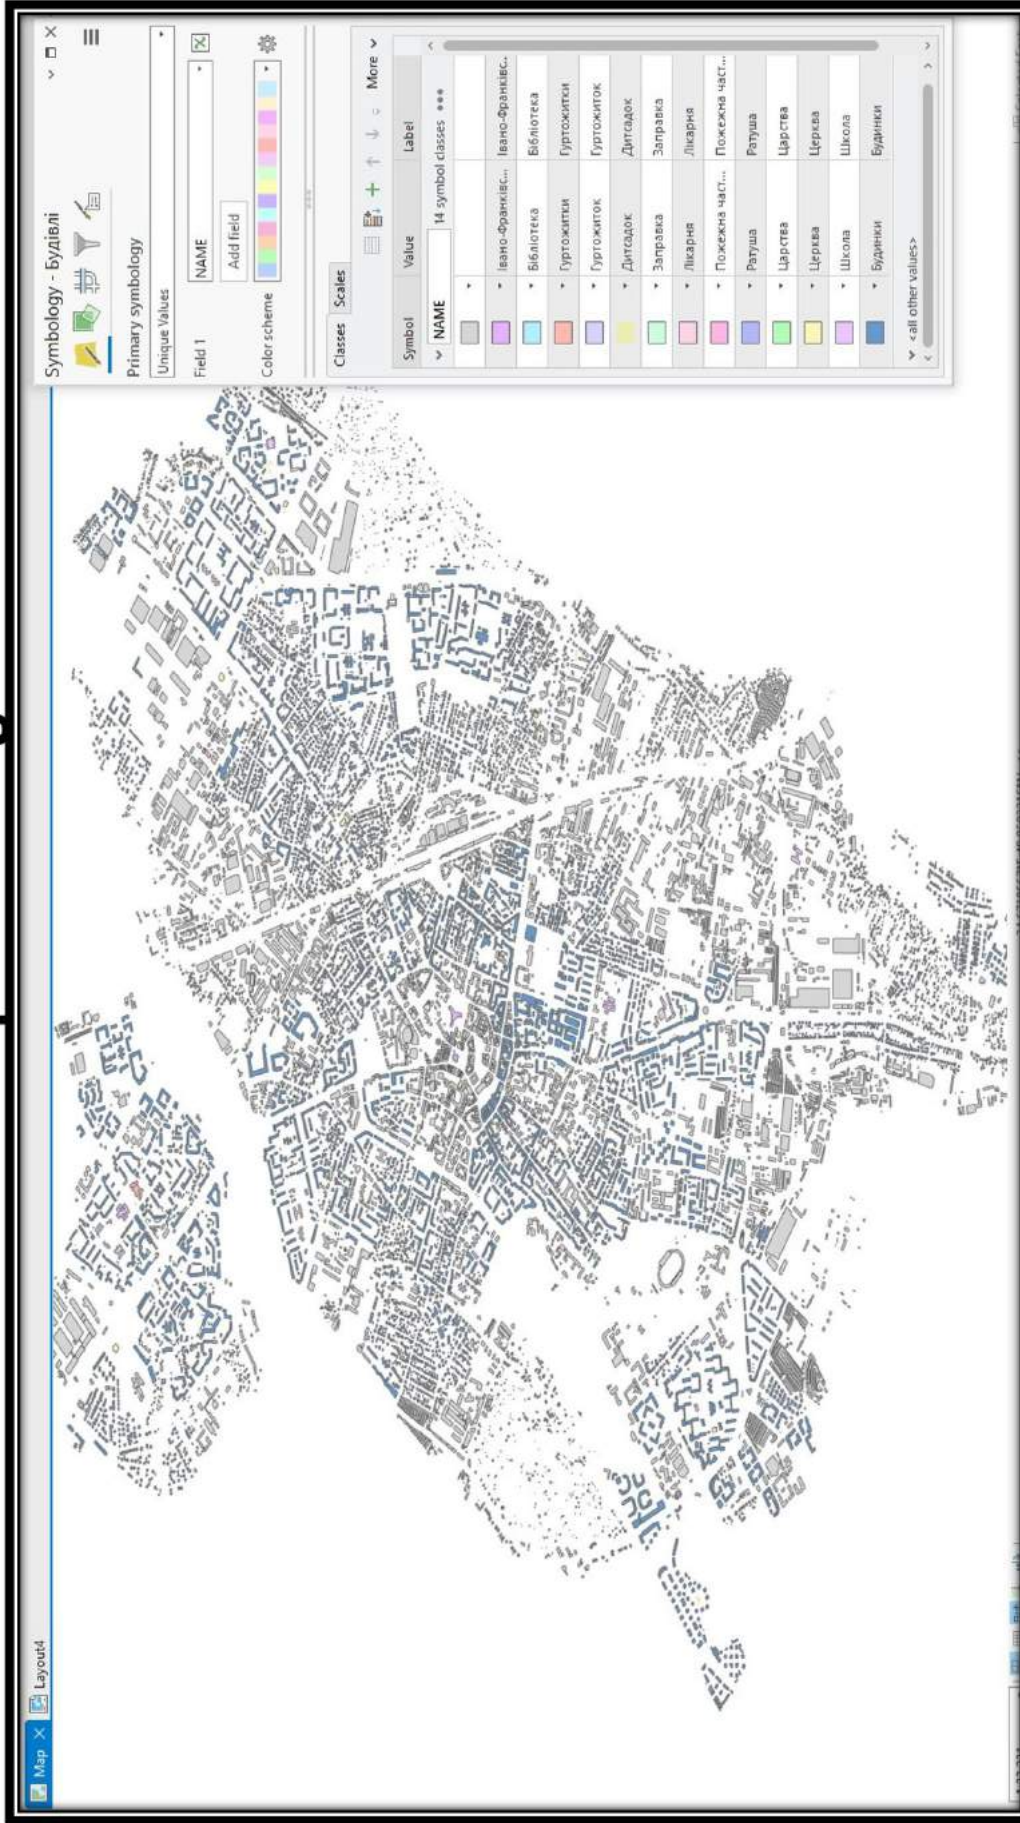 Map
Layout4
Symbology - Будівлі
Primary symbology
Unique Values
Field 1
NAME
Add field
Color scheme
Classes Scales
More
Symbol Value Label
NAME 14 symbol classes
Івано-Франківс... Івано-Франківс...
Бібліотека Бібліотека
Гуртожитки Гуртожитки
Гуртожиток Гуртожиток
Дитсадок Дитсадок
Заправка Заправка
Лікарня Лікарня
Пожежна част... Пожежна част...
Ратуша Ратуша
Царства Царства
Церква Церква
Школа Школа
Будинки Будинки
<all other values>